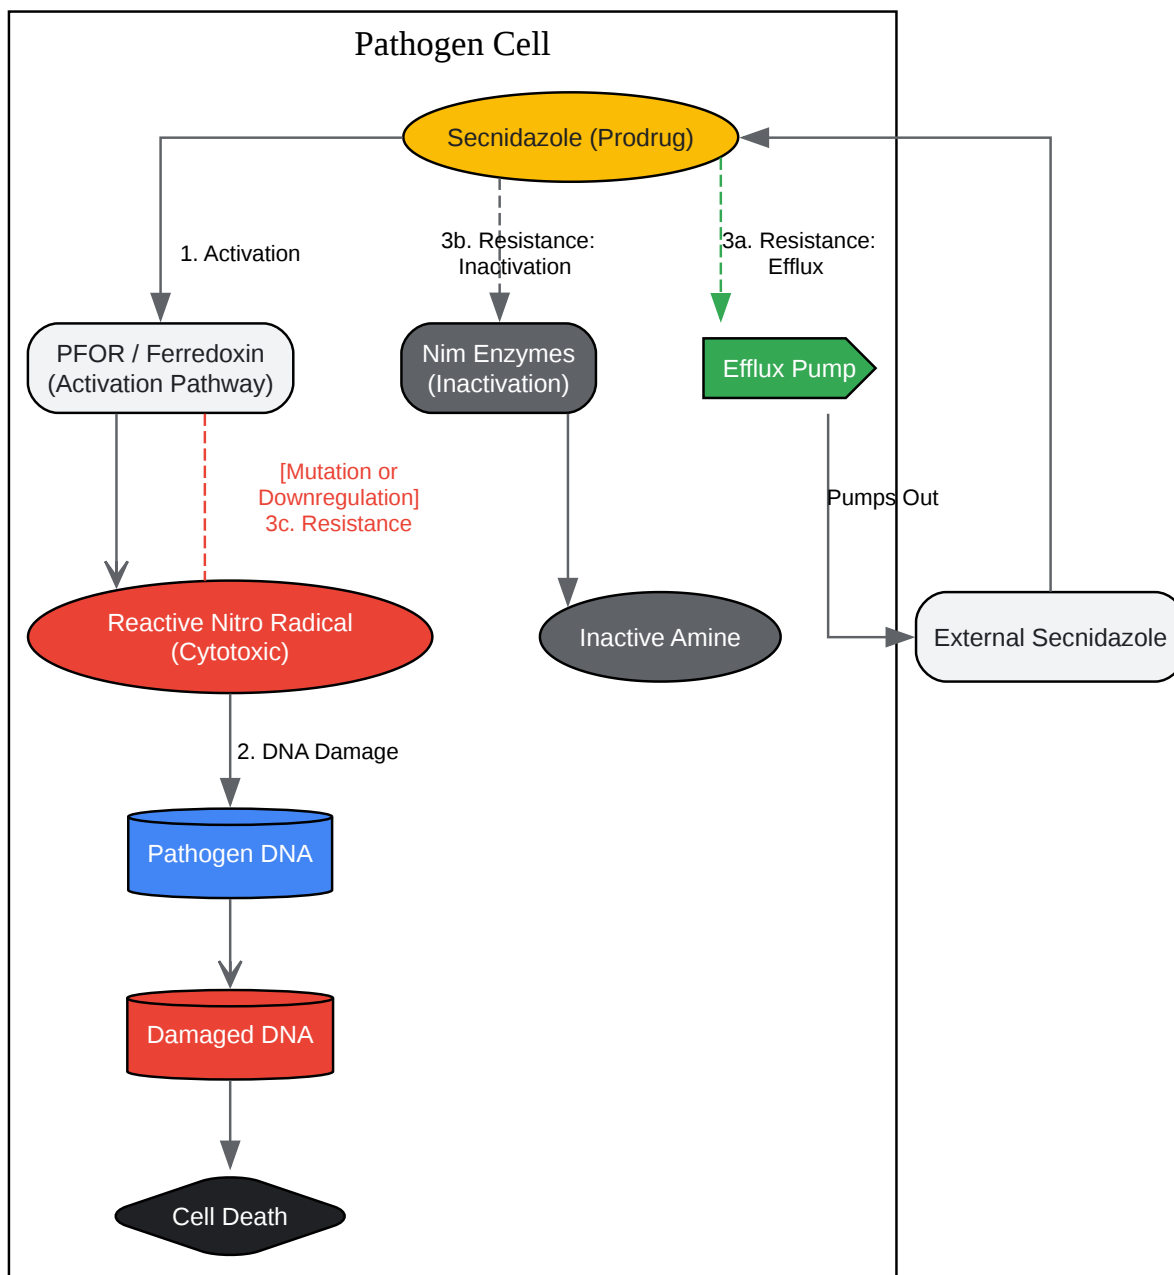 Pathogen Cell
Secnidazole (Prodrug)
1. Activation
3b. Resistance:
Inactivation
3a. Resistance:
Efflux
PFOR / Ferredoxin
(Activation Pathway)
Nim Enzymes
(Inactivation)
Efflux Pump
[Mutation or
Downregulation]
3c. Resistance
Pumps Out
Reactive Nitro Radical
(Cytotoxic)
Inactive Amine
External Secnidazole
2. DNA Damage
Pathogen DNA
Damaged DNA
Cell Death